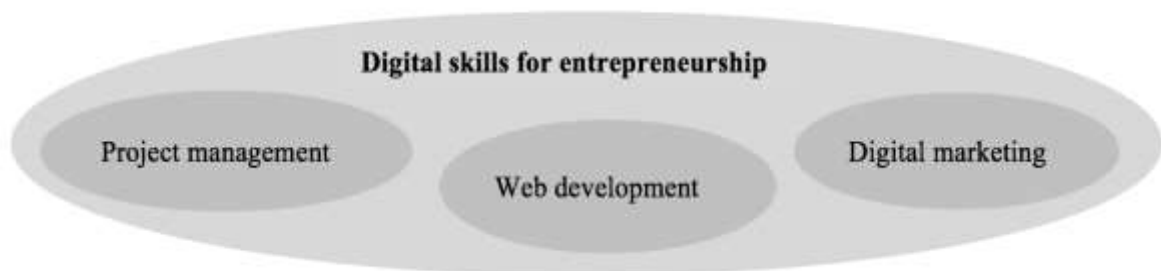 Digital skills for entrepreneurship
Project management
Web development
Digital marketing